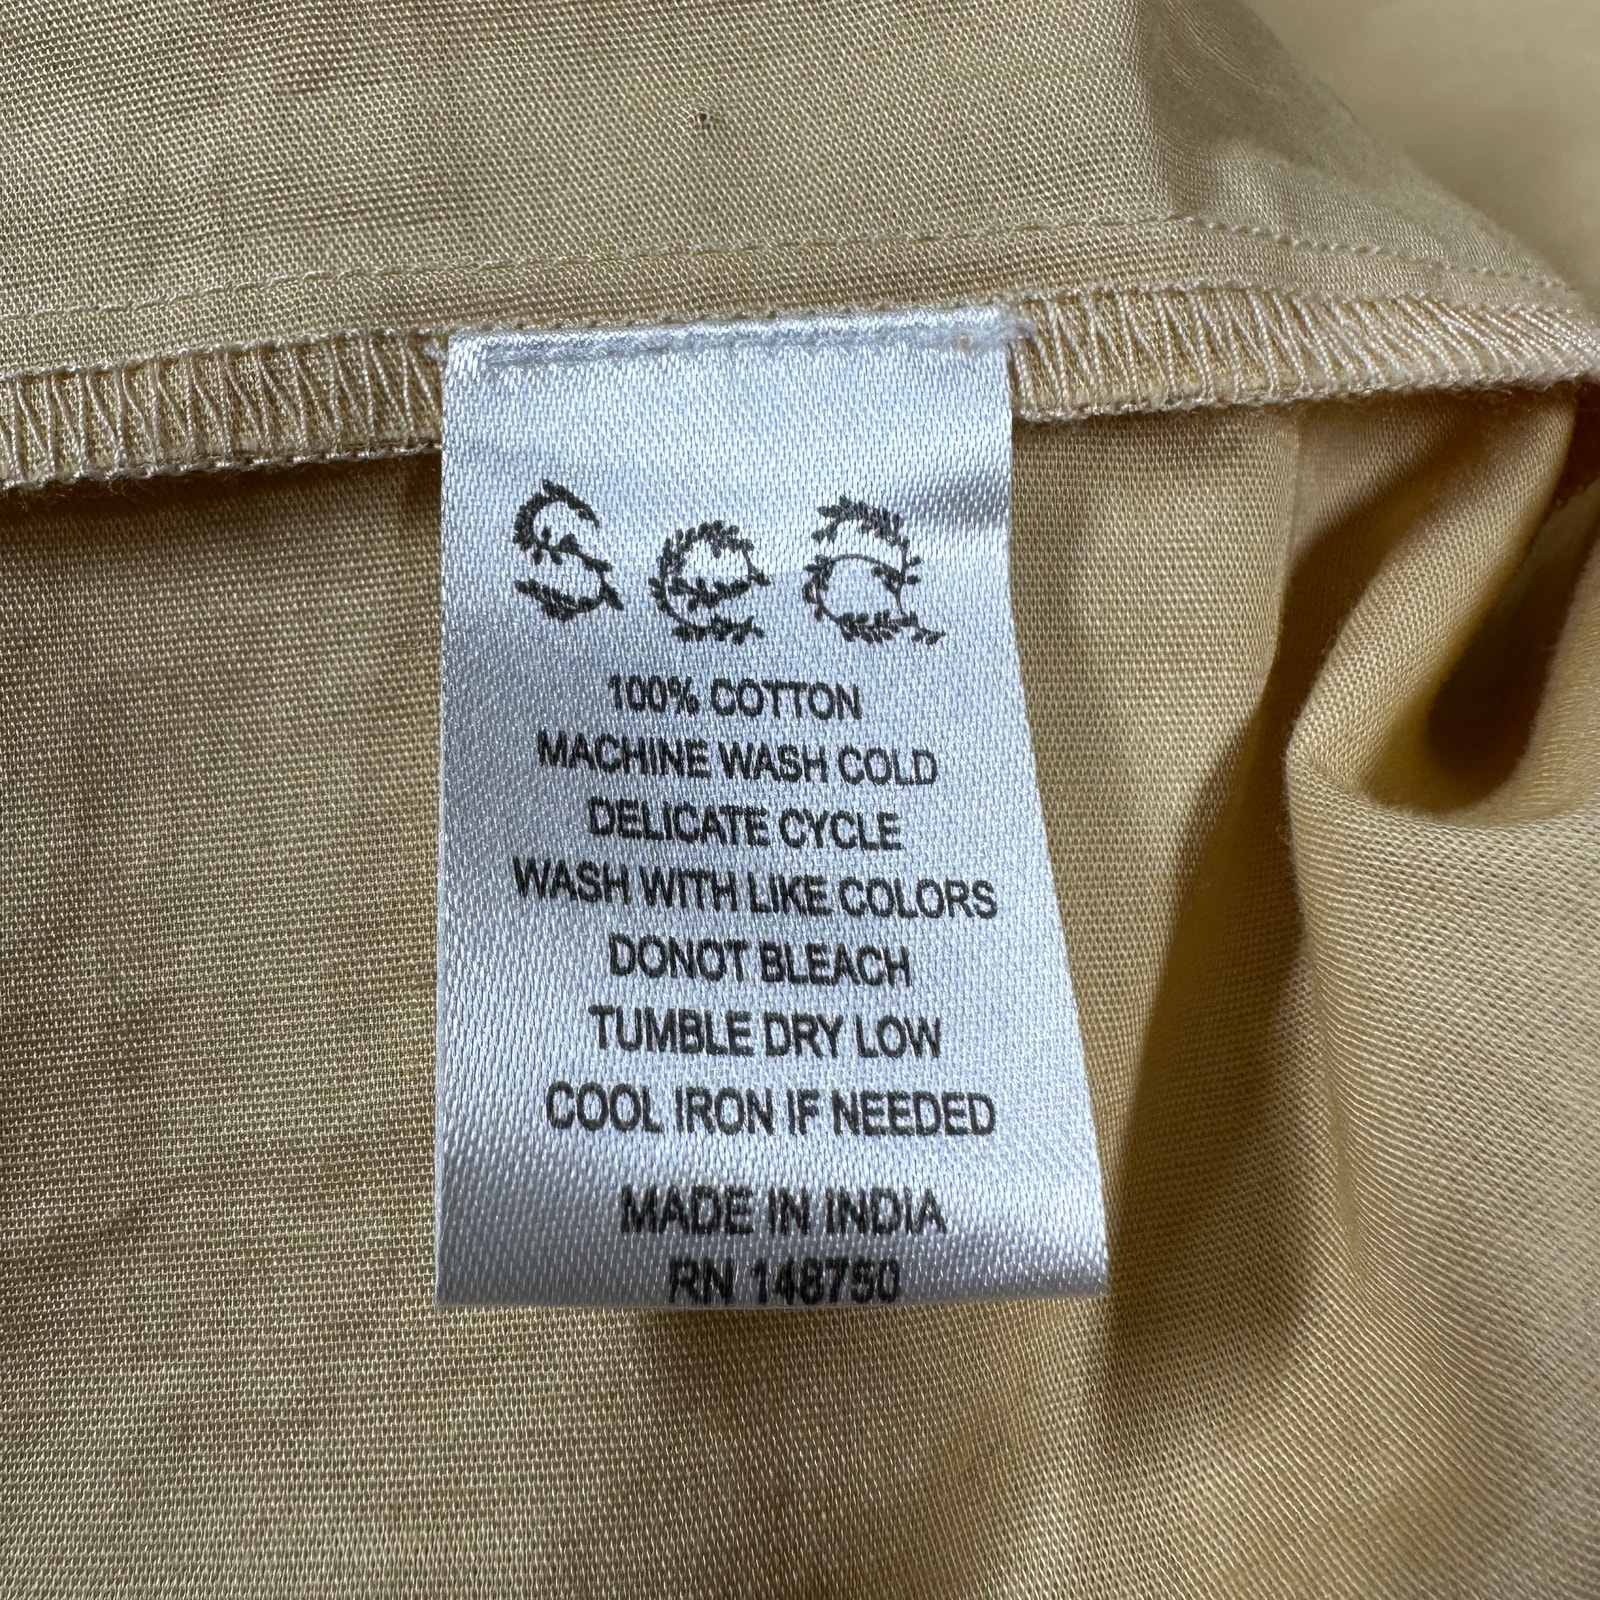 Sea
100% COTTON
MACHINE WASH COLD
DELICATE CYCLE
WASH WITH LIKE COLORS
DONOT BLEACH
TUMBLE DRY LOW
COOL IRON IF NEEDED
MADE IN INDIA
RN 148750